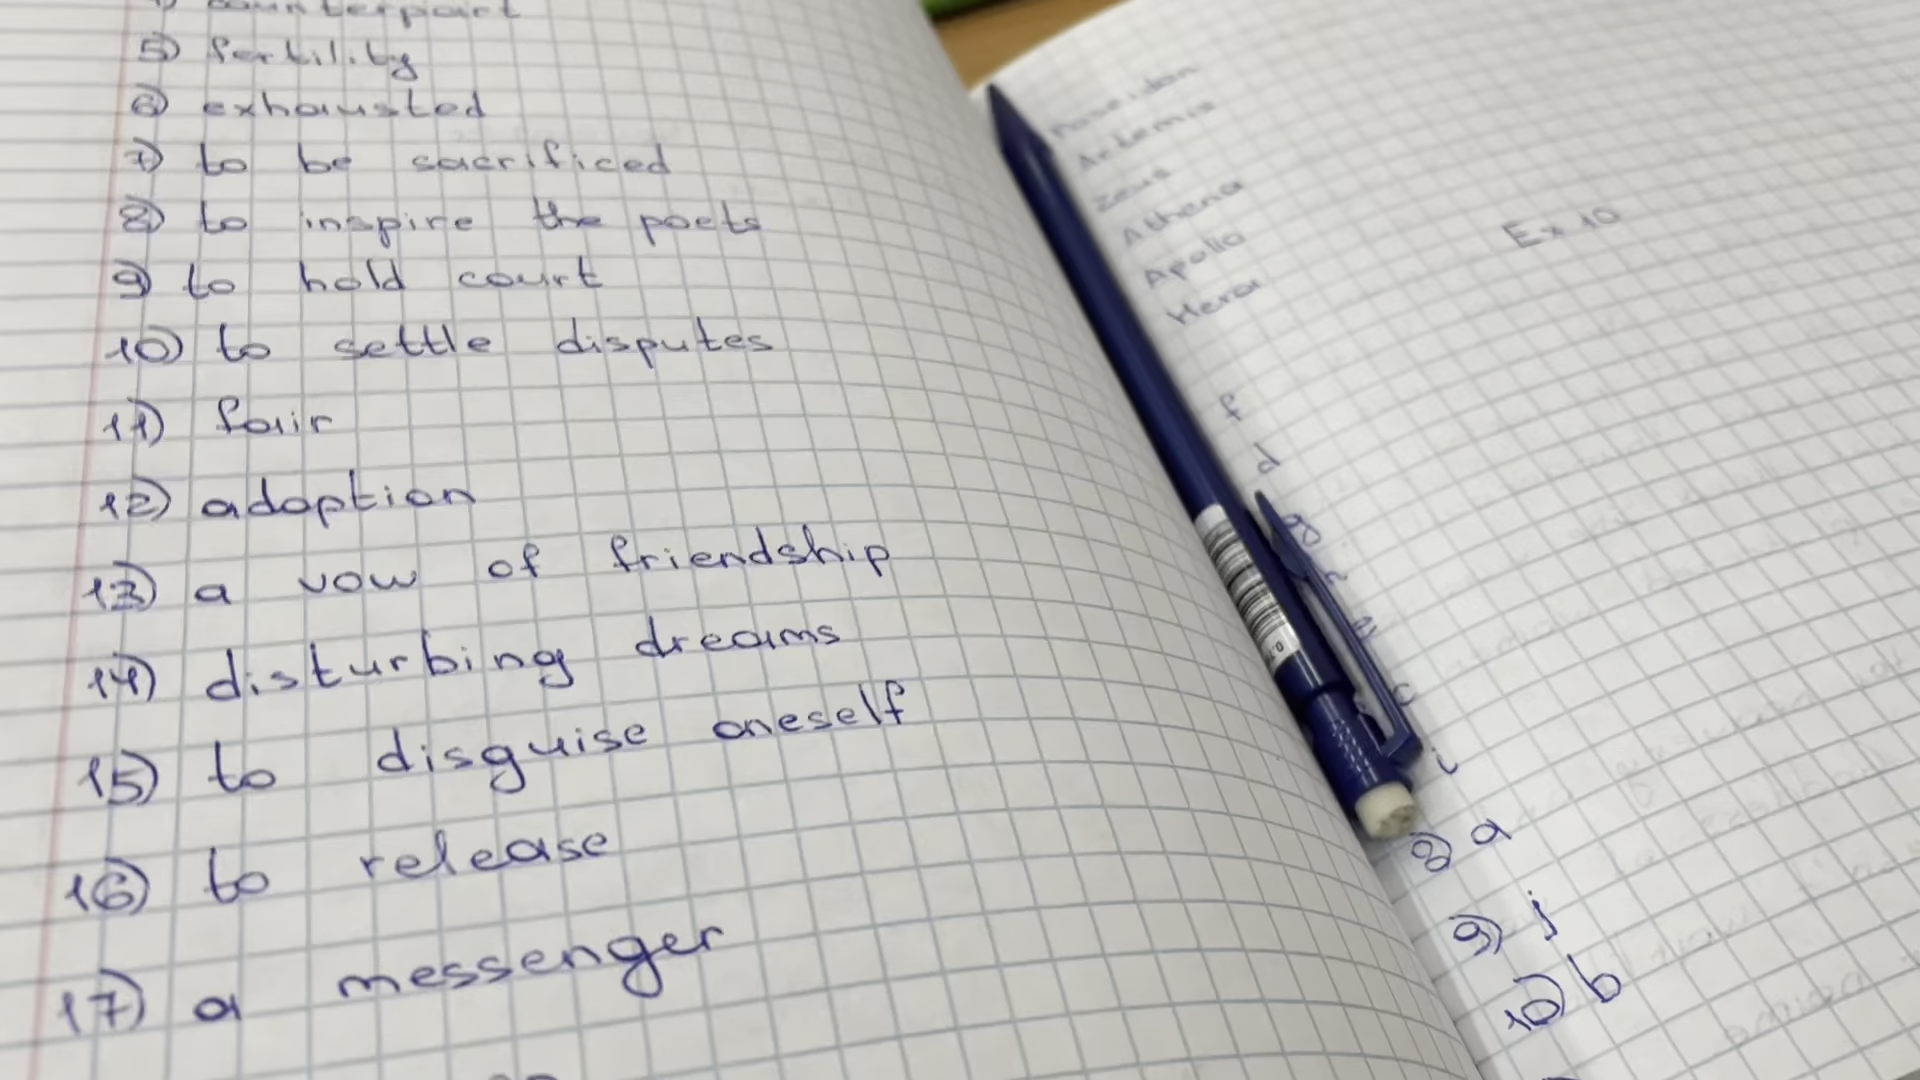 counterpart
5) fertility
6) exhausted
7) to be sacrificed
8) to inspire the poets
9) to hold court
10) to settle disputes
11) fair
12) adoption
13) a vow of friendship
14) disturbing dreams
15) to disguise oneself
16) to release
17) a messenger
Poseidon
Artemis
Zeus
Athena
Apollo
Hera
Ex 10
f
d
g
e
c
i
8) a
9) j
10) b